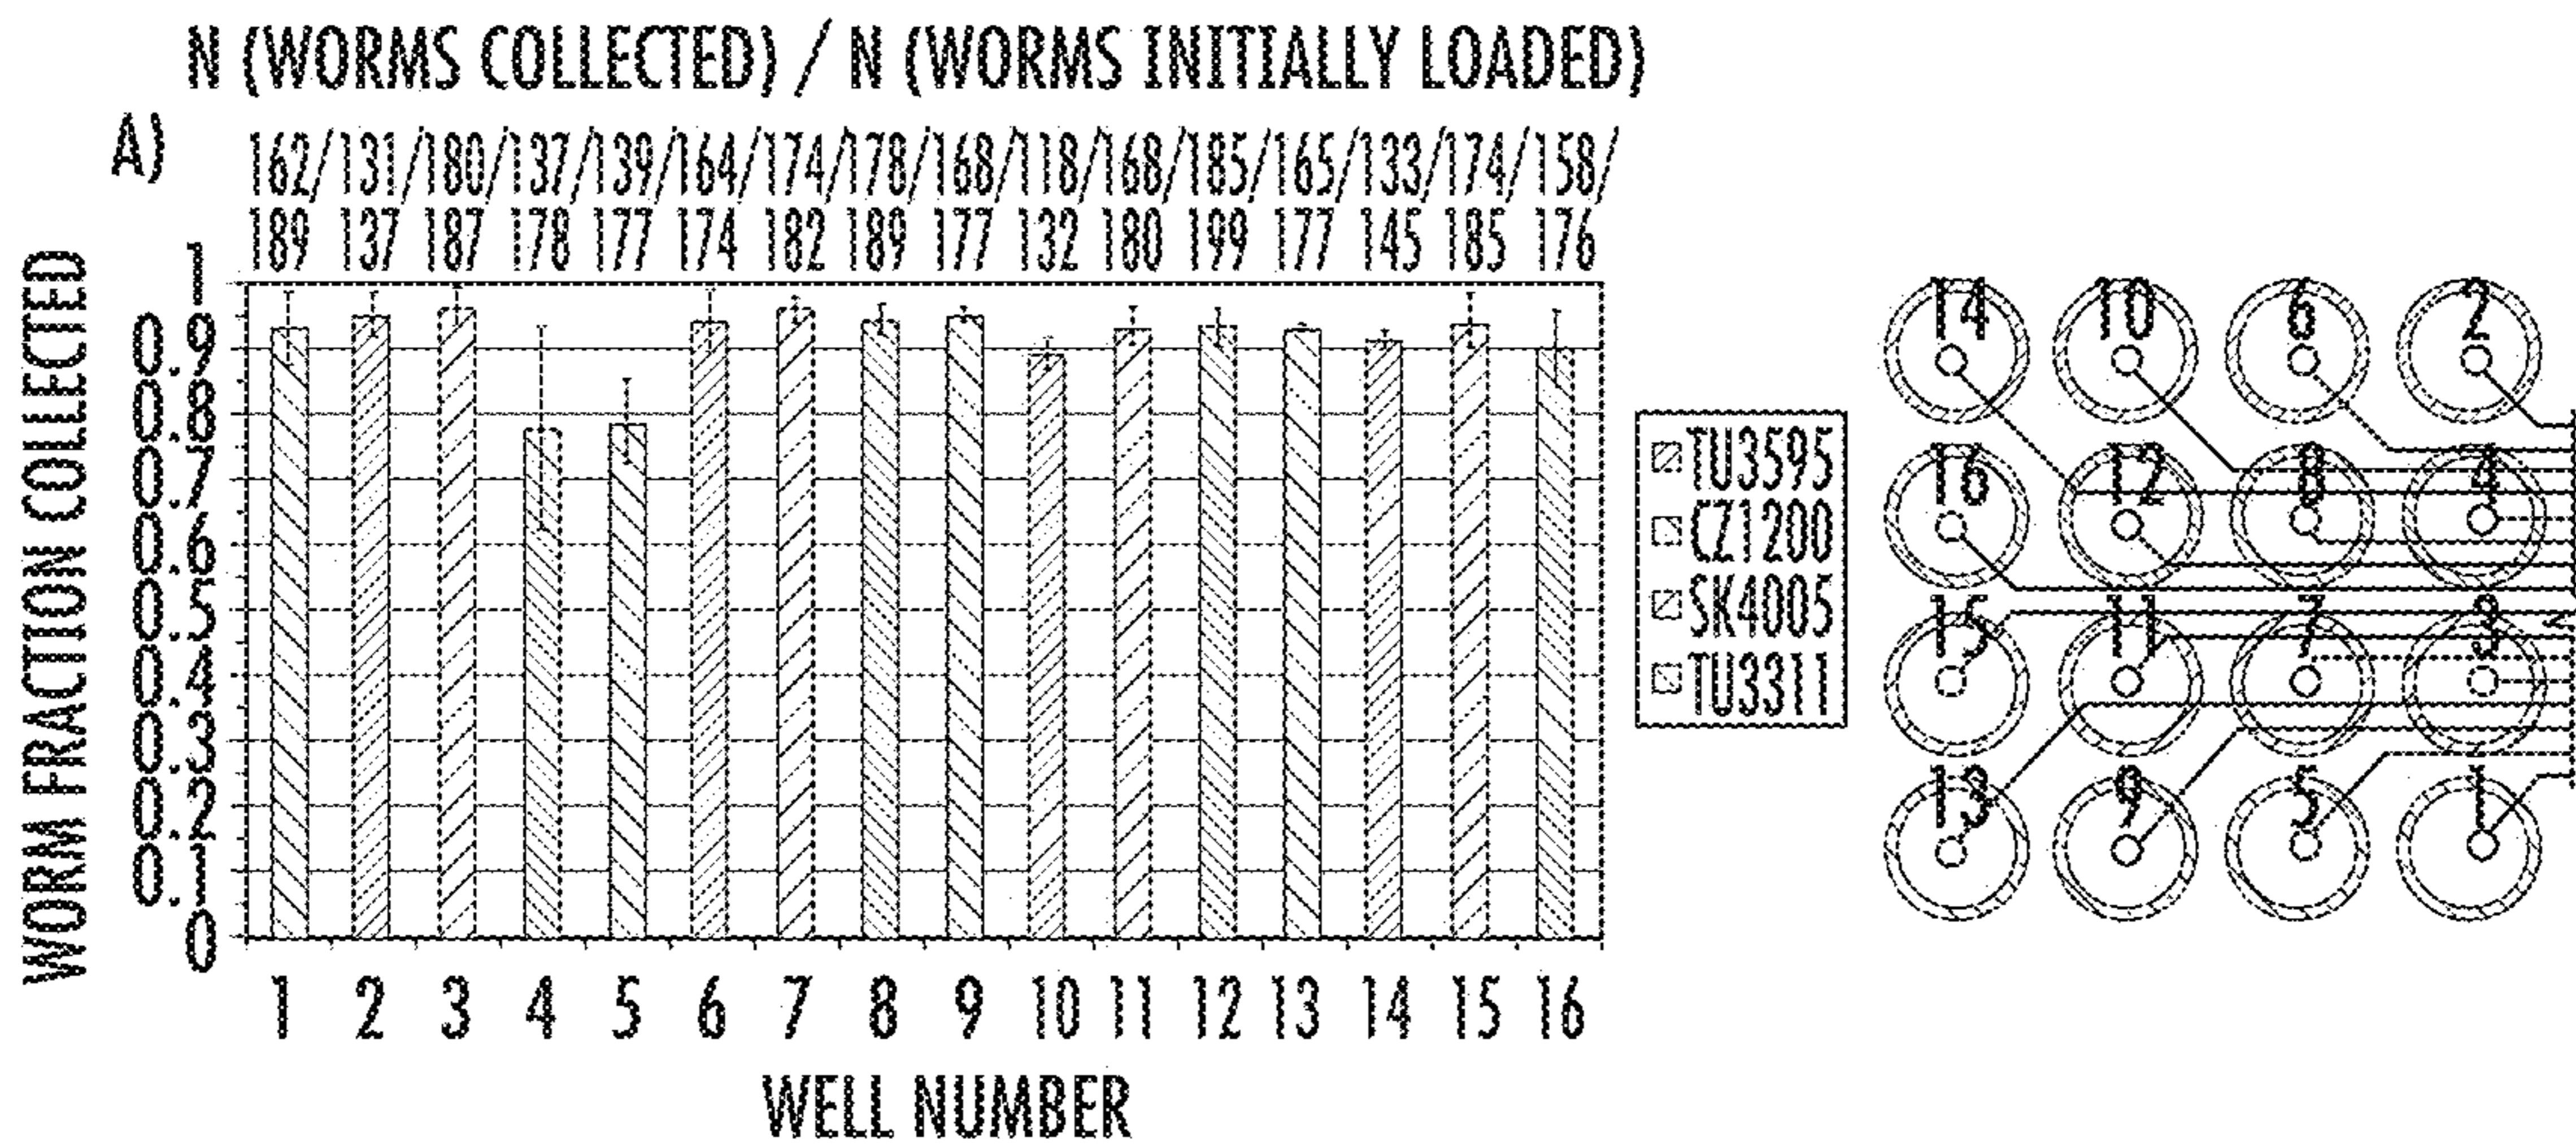 N (WORMS COLLECTED) / N (WORMS INITIALLY LOADED)
A)
162/131/180/137/139/164/174/178/168/118/168/185/165/133/174/158/
189 137 187 178 177 174 182 189 177 132 180 199 177 145 185 176
WORM FRACTION COLLECTED
1
0.9
0.8
0.7
0.6
0.5
0.4
0.3
0.2
0.1
0
1 2 3 4 5 6 7 8 9 10 11 12 13 14 15 16
WELL NUMBER
TU3595
CZ1200
SK4005
TU3311
14 10 6 2
16 12 8 4
15 11 7 3
13 9 5 1